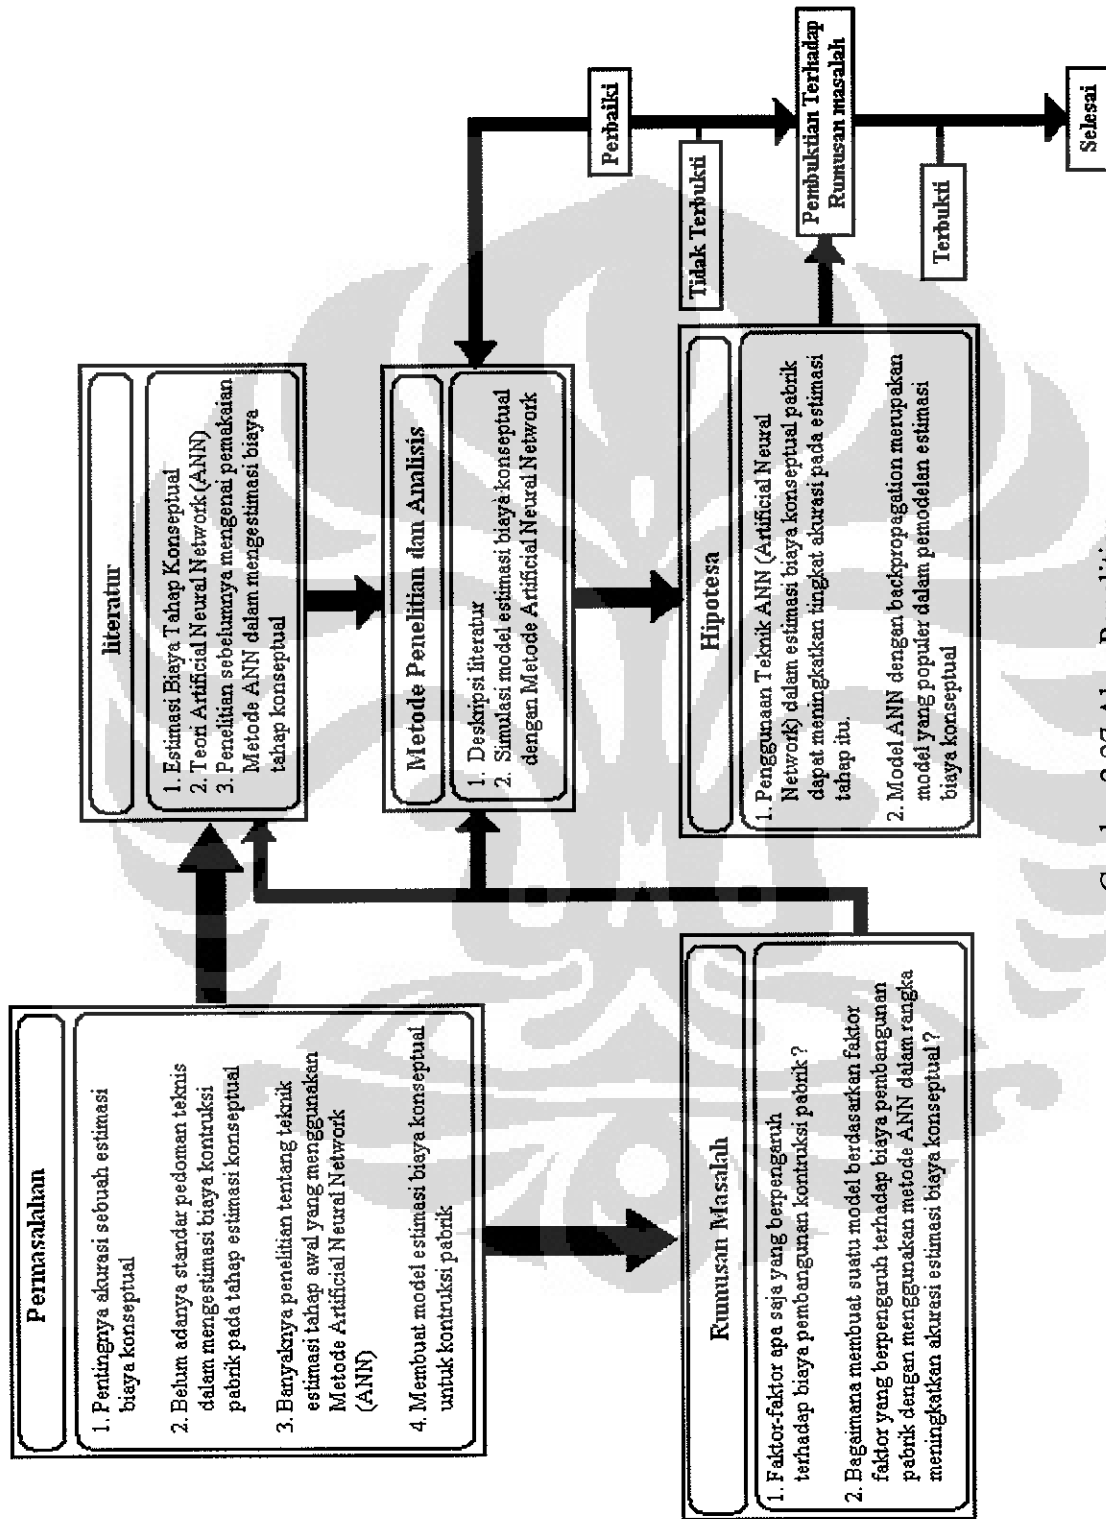 Permasalahan
1. Pentingnya akurasi sebuah estimasi
biaya konseptual
2. Belum adanya standar pedoman teknis
dalam mengestimasi biaya kontruksi
pabrik pada tahap estimasi konseptual
3. Banyaknya penelitian tentang teknik
estimasi tahap awal yang menggunakan
Metode Artificial Neural Network
(ANN)
4. Membuat model estimasi biaya konseptual
untuk kontruksi pabrik
Rumusan Masalah
1. Faktor-faktor apa saja yang berpengaruh
terhadap biaya pembangunan kontruksi pabrik ?
2. Bagaimana membuat suatu model berdasarkan faktor
faktor yang berpengaruh terhadap biaya pembangunan
pabrik dengan menggunakan metode ANN dalam rangka
meningkatkan akurasi estimasi biaya konseptual ?
literatur
1. Estimasi Biaya Tahap Konseptual
2. Teori Artificial Neural Network (ANN)
3. Penelitian sebelumnya mengenai pemakaian
Metode ANN dalam mengestimasi biaya
tahap konseptual
Metode Penelitian dan Analisis
1. Deskripsi literatur
2. Simulasi model estimasi biaya konseptual
dengan Metode Artificial Neural Network
Hipotesa
1. Penggunaan Teknik ANN (Artificial Neural
Network) dalam estimasi biaya konseptual pabrik
dapat meningkatkan tingkat akurasi pada estimasi
tahap itu.
2. Model ANN dengan backpropagation merupakan
model yang populer dalam pemodelan estimasi
biaya konseptual
Perbaiki
Tidak Terbukti
Pembuktian Terhadap
Rumusan masalah
Terbukti
Selesai